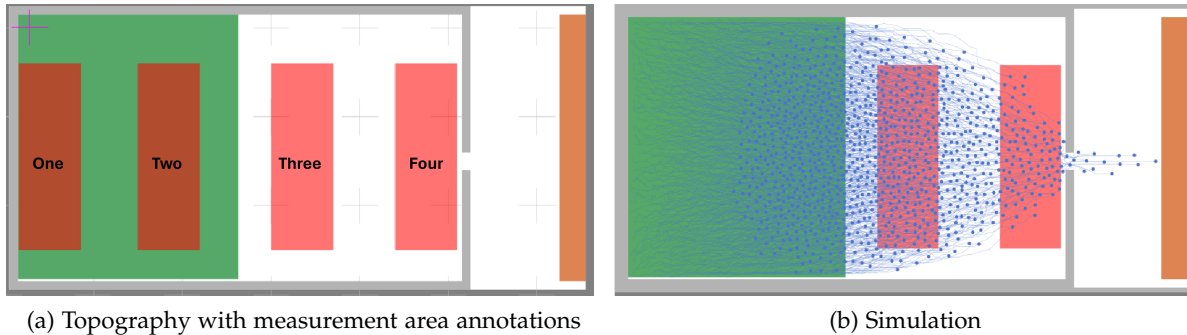 One Two Three Four
(a) Topography with measurement area annotations
(b) Simulation